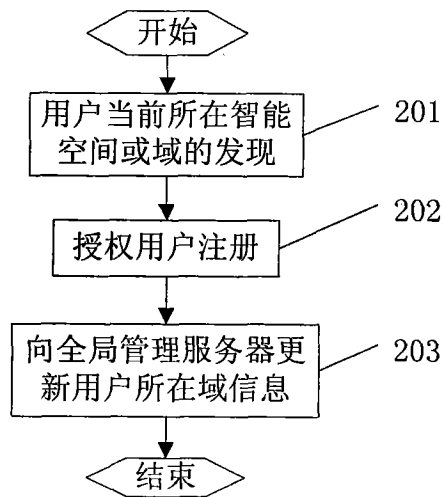 开始
用户当前所在智能
空间或域的发现
201
授权用户注册
202
向全局管理服务器更
新用户所在域信息
203
结束